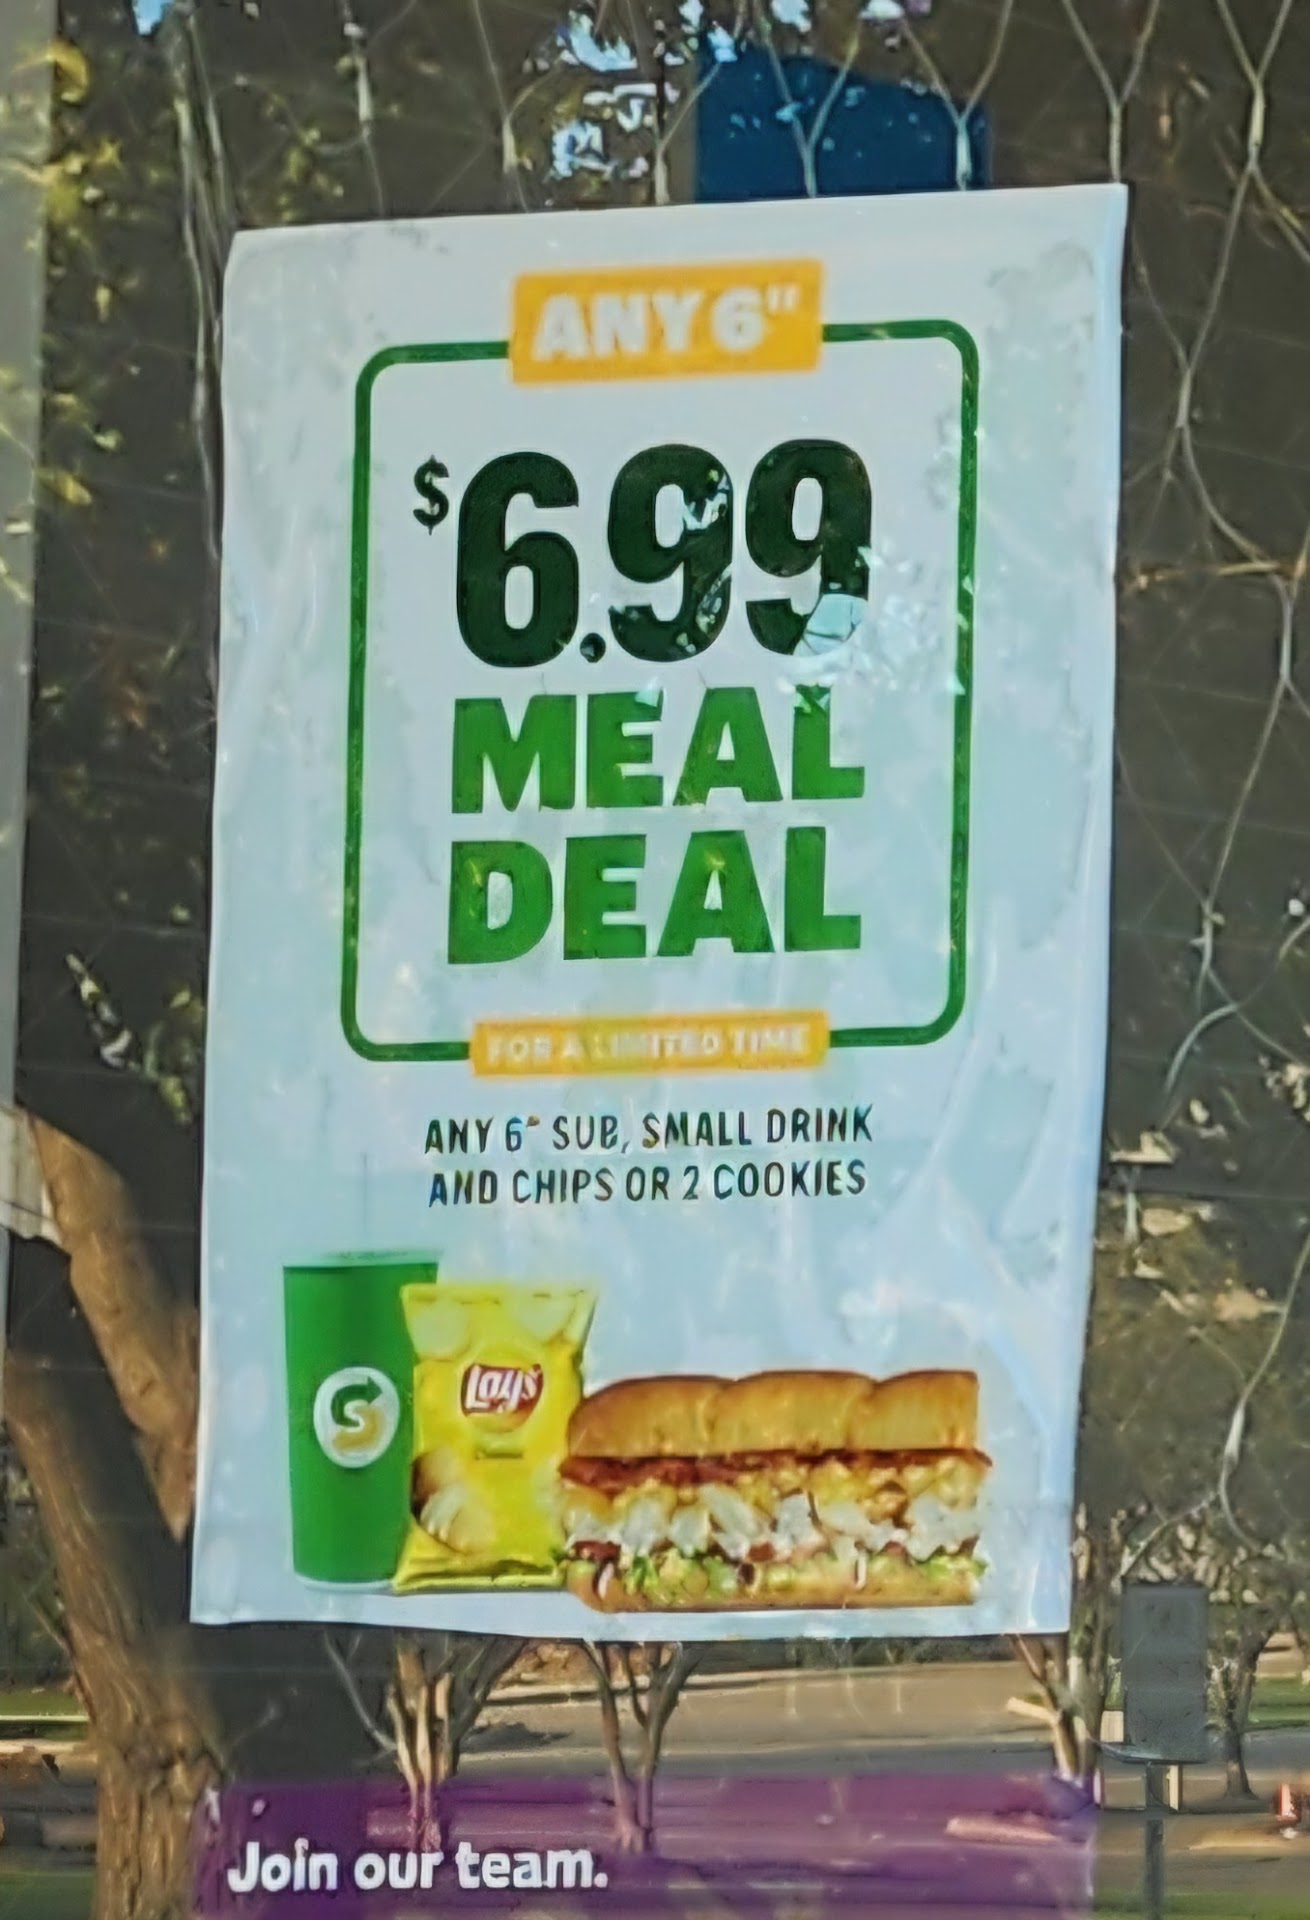 ANY 6"
$6.99
MEAL
DEAL
FOR A LIMITED TIME
ANY 6" SUB, SMALL DRINK
AND CHIPS OR 2 COOKIES
Lay's
Join our team.